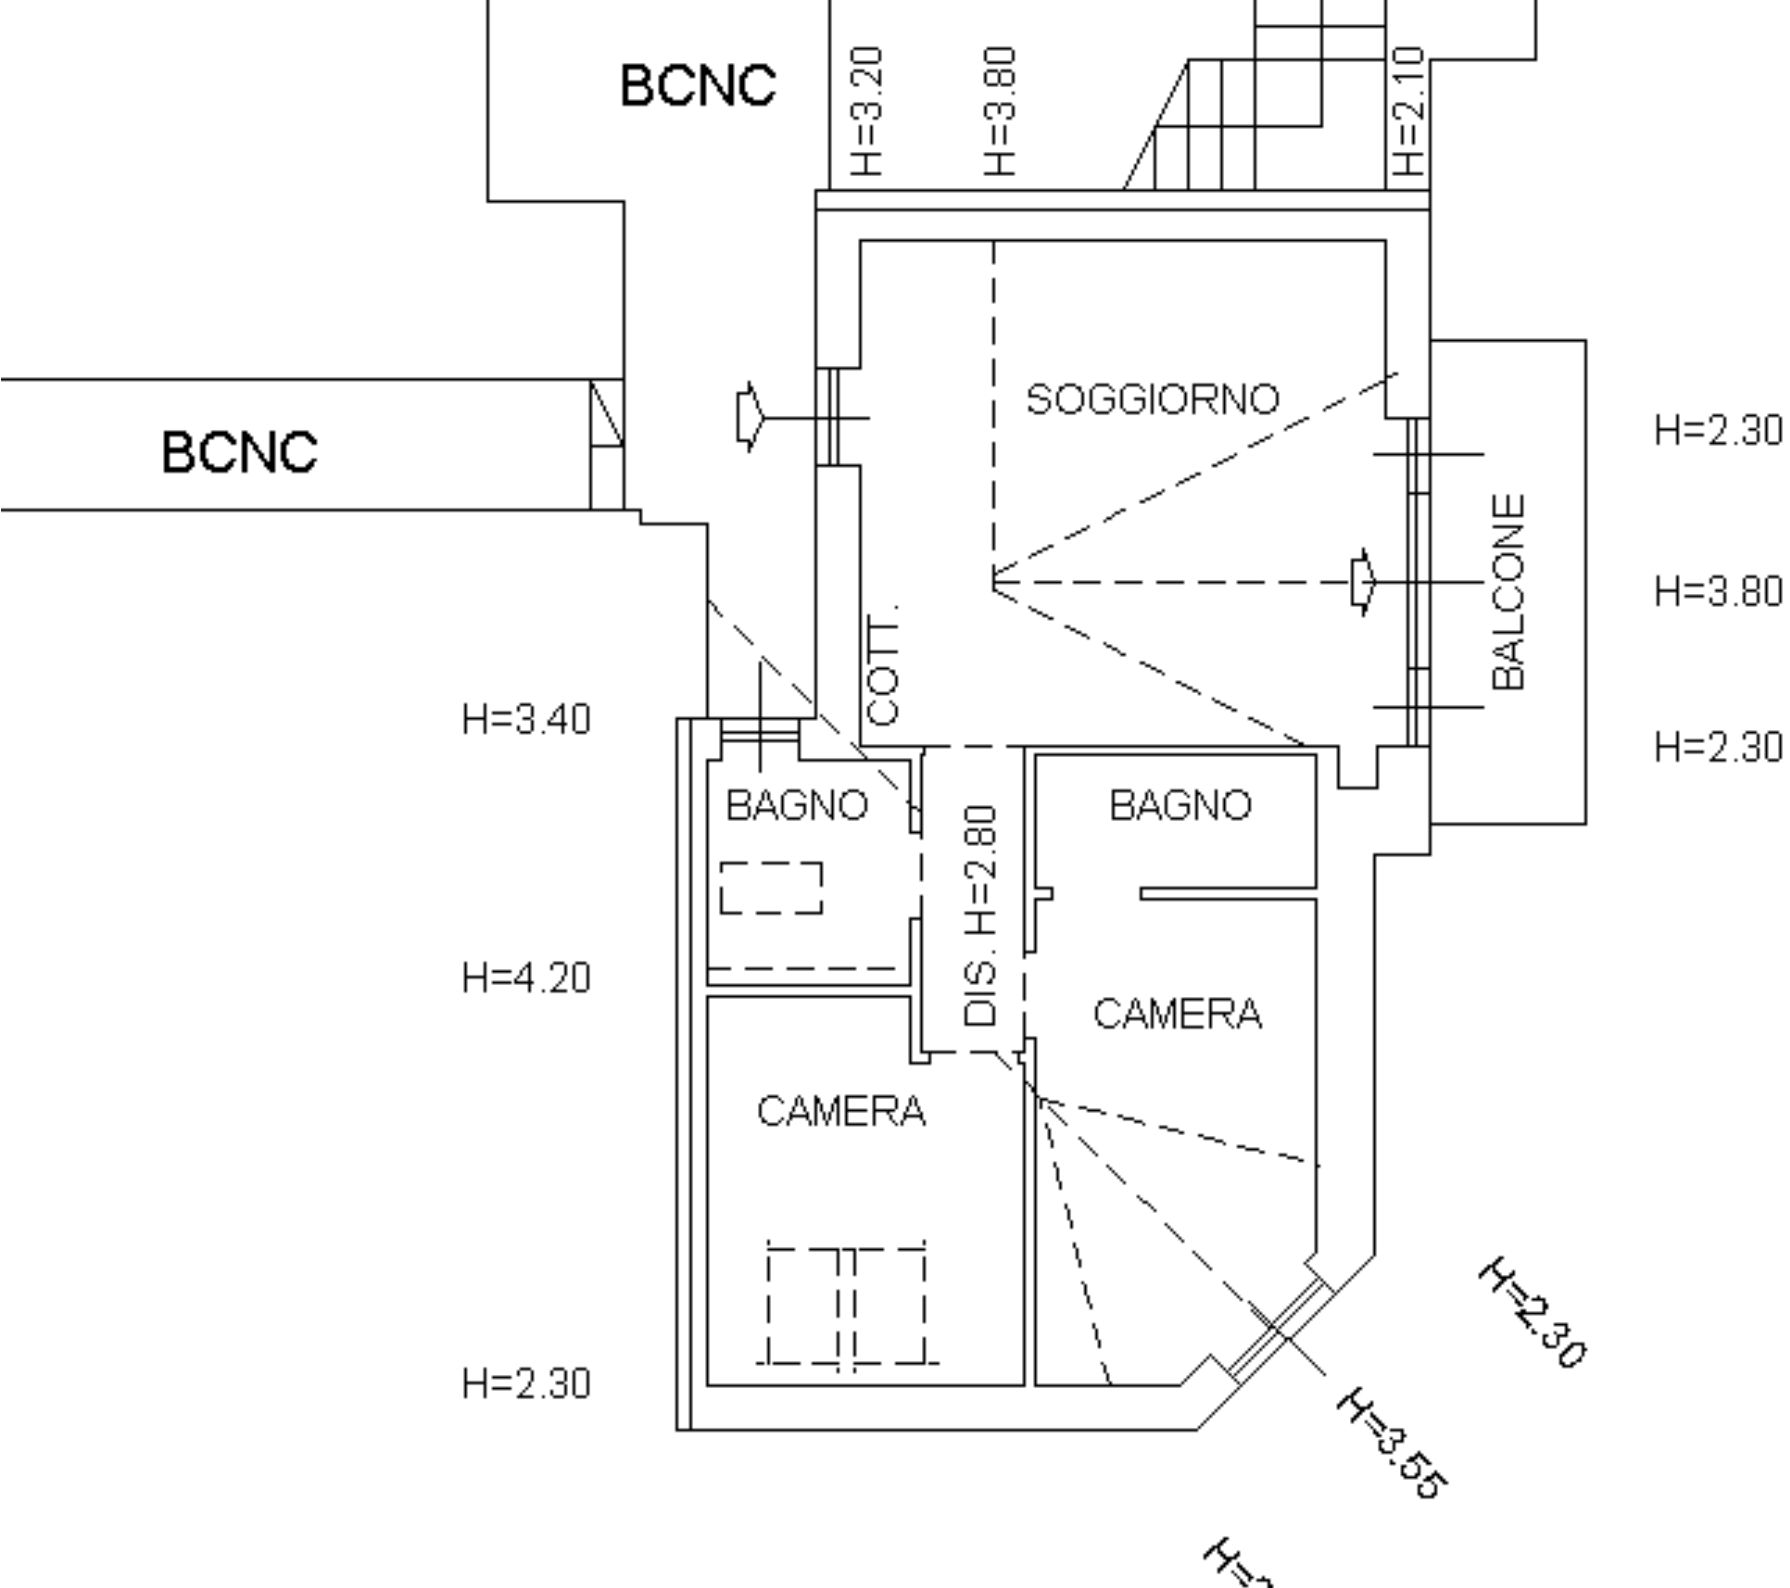 BCNC
H=3.20
H=3.80
H=2.10
SOGGIORNO
BCNC
H=2.30
BALCONE
H=3.80
COTT.
H=3.40
H=2.30
BAGNO
BAGNO
DIS. H=2.80
H=4.20
CAMERA
CAMERA
H=2.30
H=2.30
H=3.55